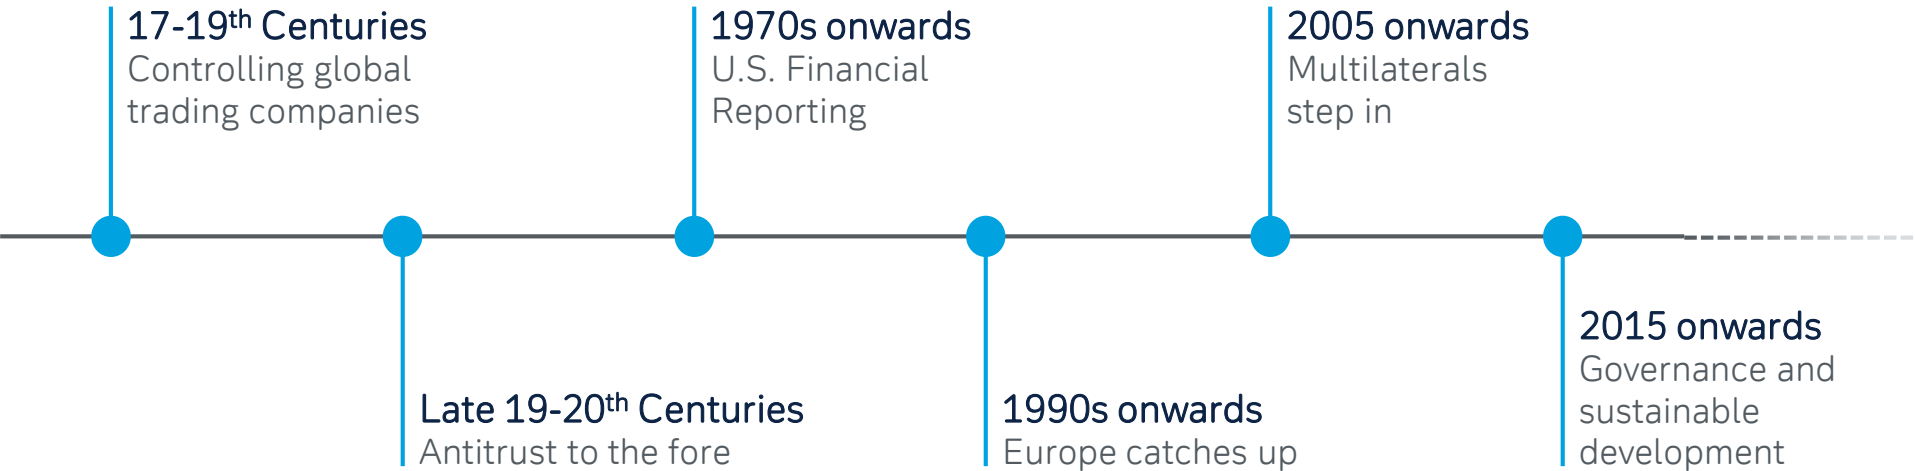 17-19th Centuries
Controlling global
trading companies
Late 19-20th Centuries
Antitrust to the fore
1970s onwards
U.S. Financial
Reporting
1990s onwards
Europe catches up
2005 onwards
Multilaterals
step in
2015 onwards
Governance and
sustainable
development